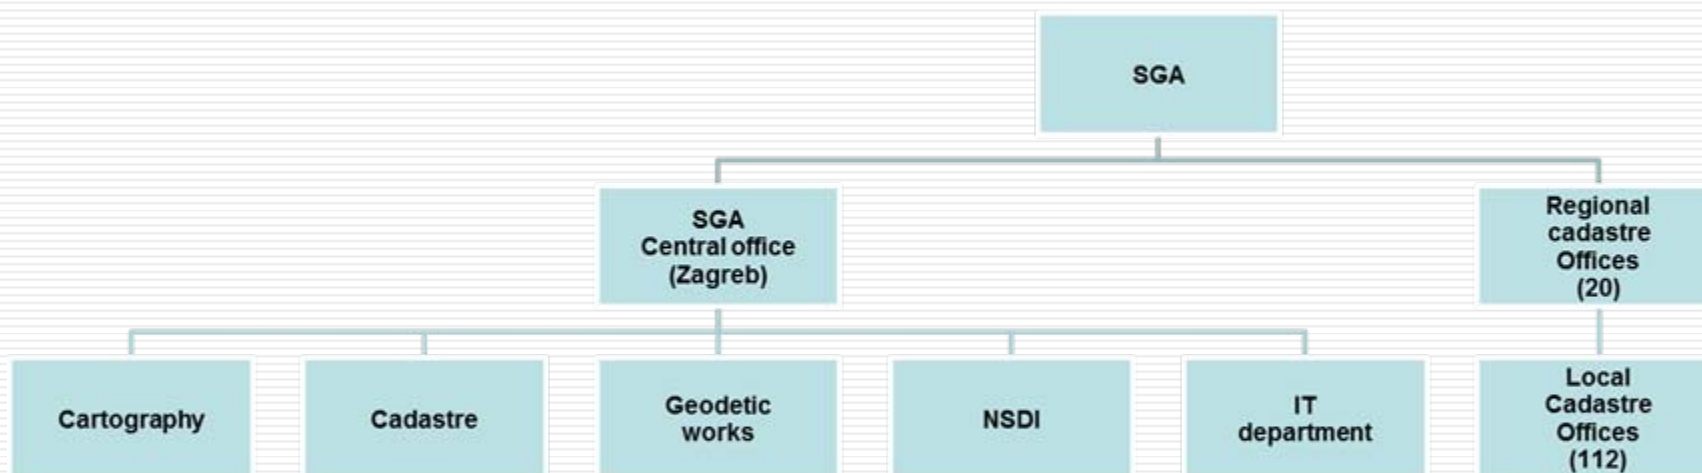 SGA
SGA
Central office
(Zagreb)
Regional
cadastre
Offices
(20)
Cartography
Cadastre
Geodetic
works
NSDI
IT
department
Local
Cadastre
Offices
(112)